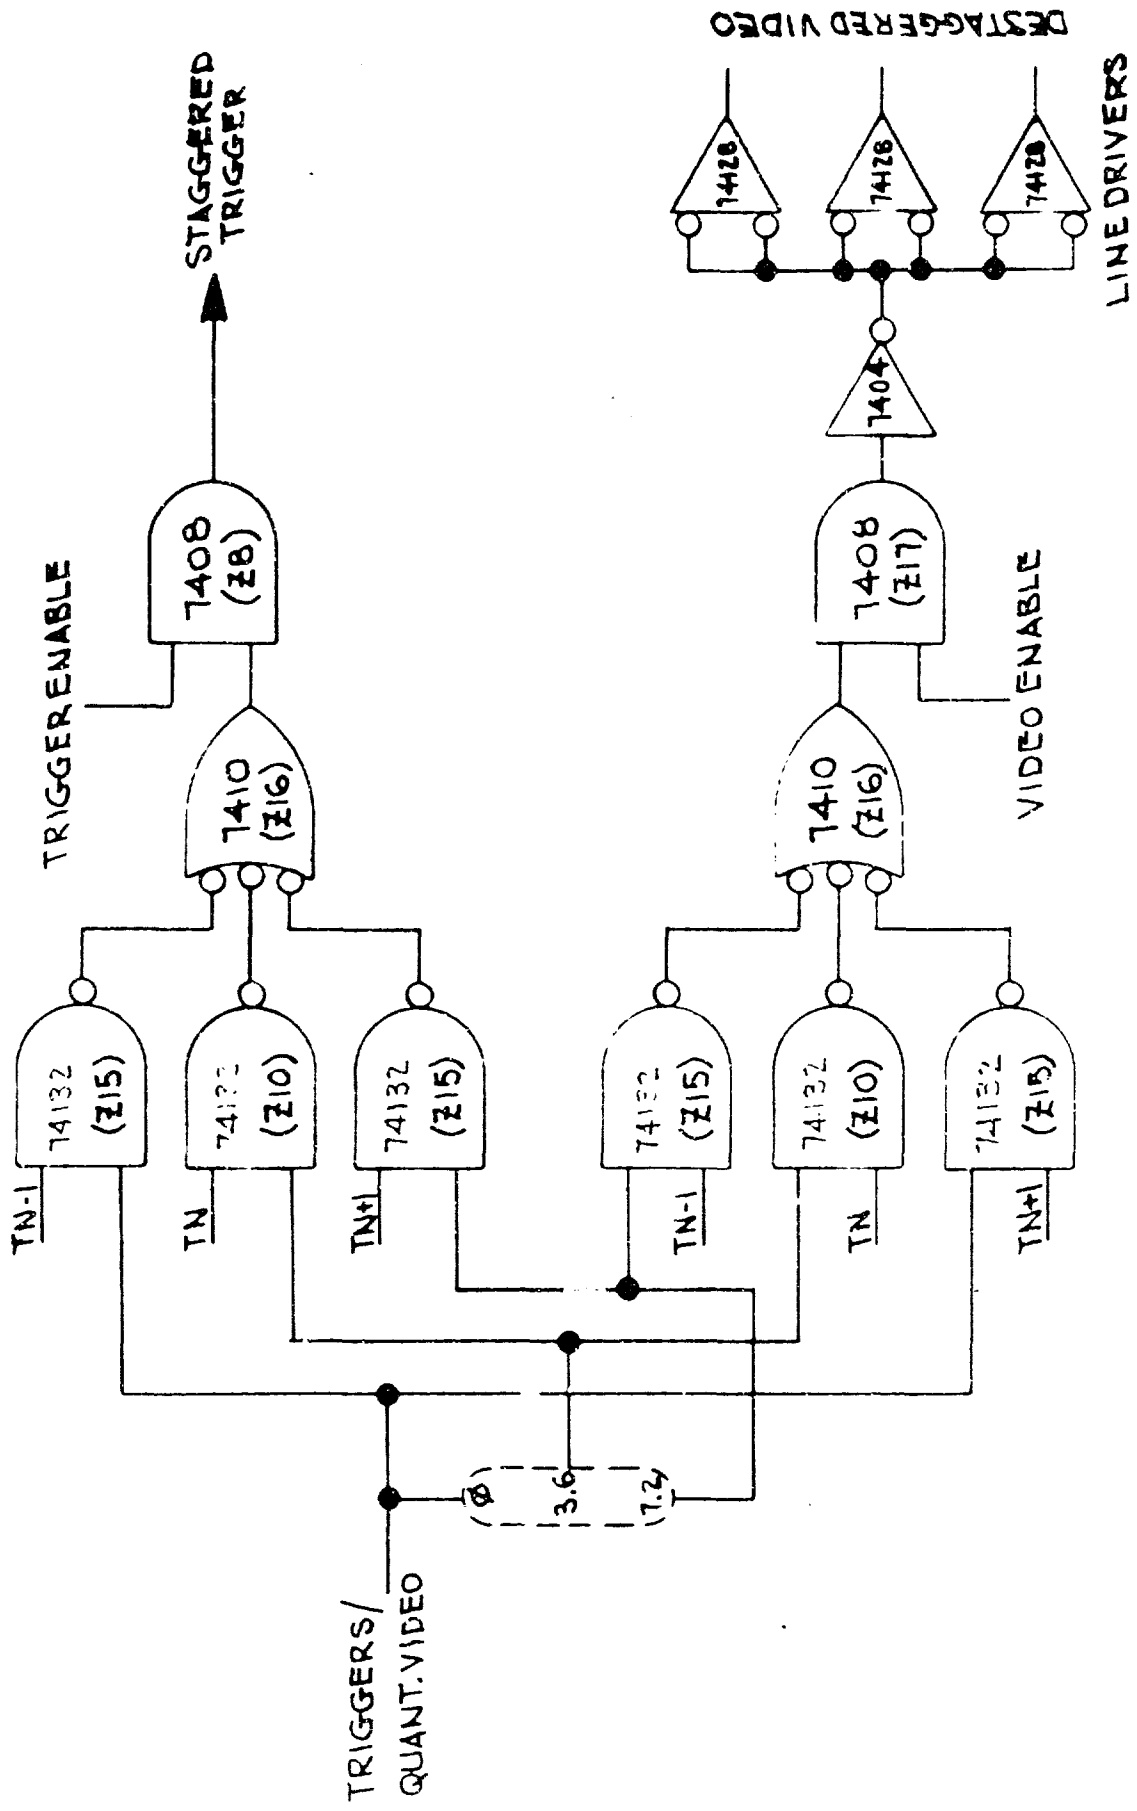 TRIGGERS/
QUANT. VIDEO
Ø
3.6
7.2
TN-1
TN
TN+1
TN-1
TN
TN+1
74132
(Z15)
(Z10)
74132
(Z15)
74132
(Z15)
74132
(Z10)
74132
(Z15)
7410
(Z16)
7410
(Z16)
TRIGGER ENABLE
VIDEO ENABLE
7408
(Z8)
7408
(Z17)
STAGGERED
TRIGGER
7404
74128
74128
74128
LINE DRIVERS
DESTAGGERED VIDEO